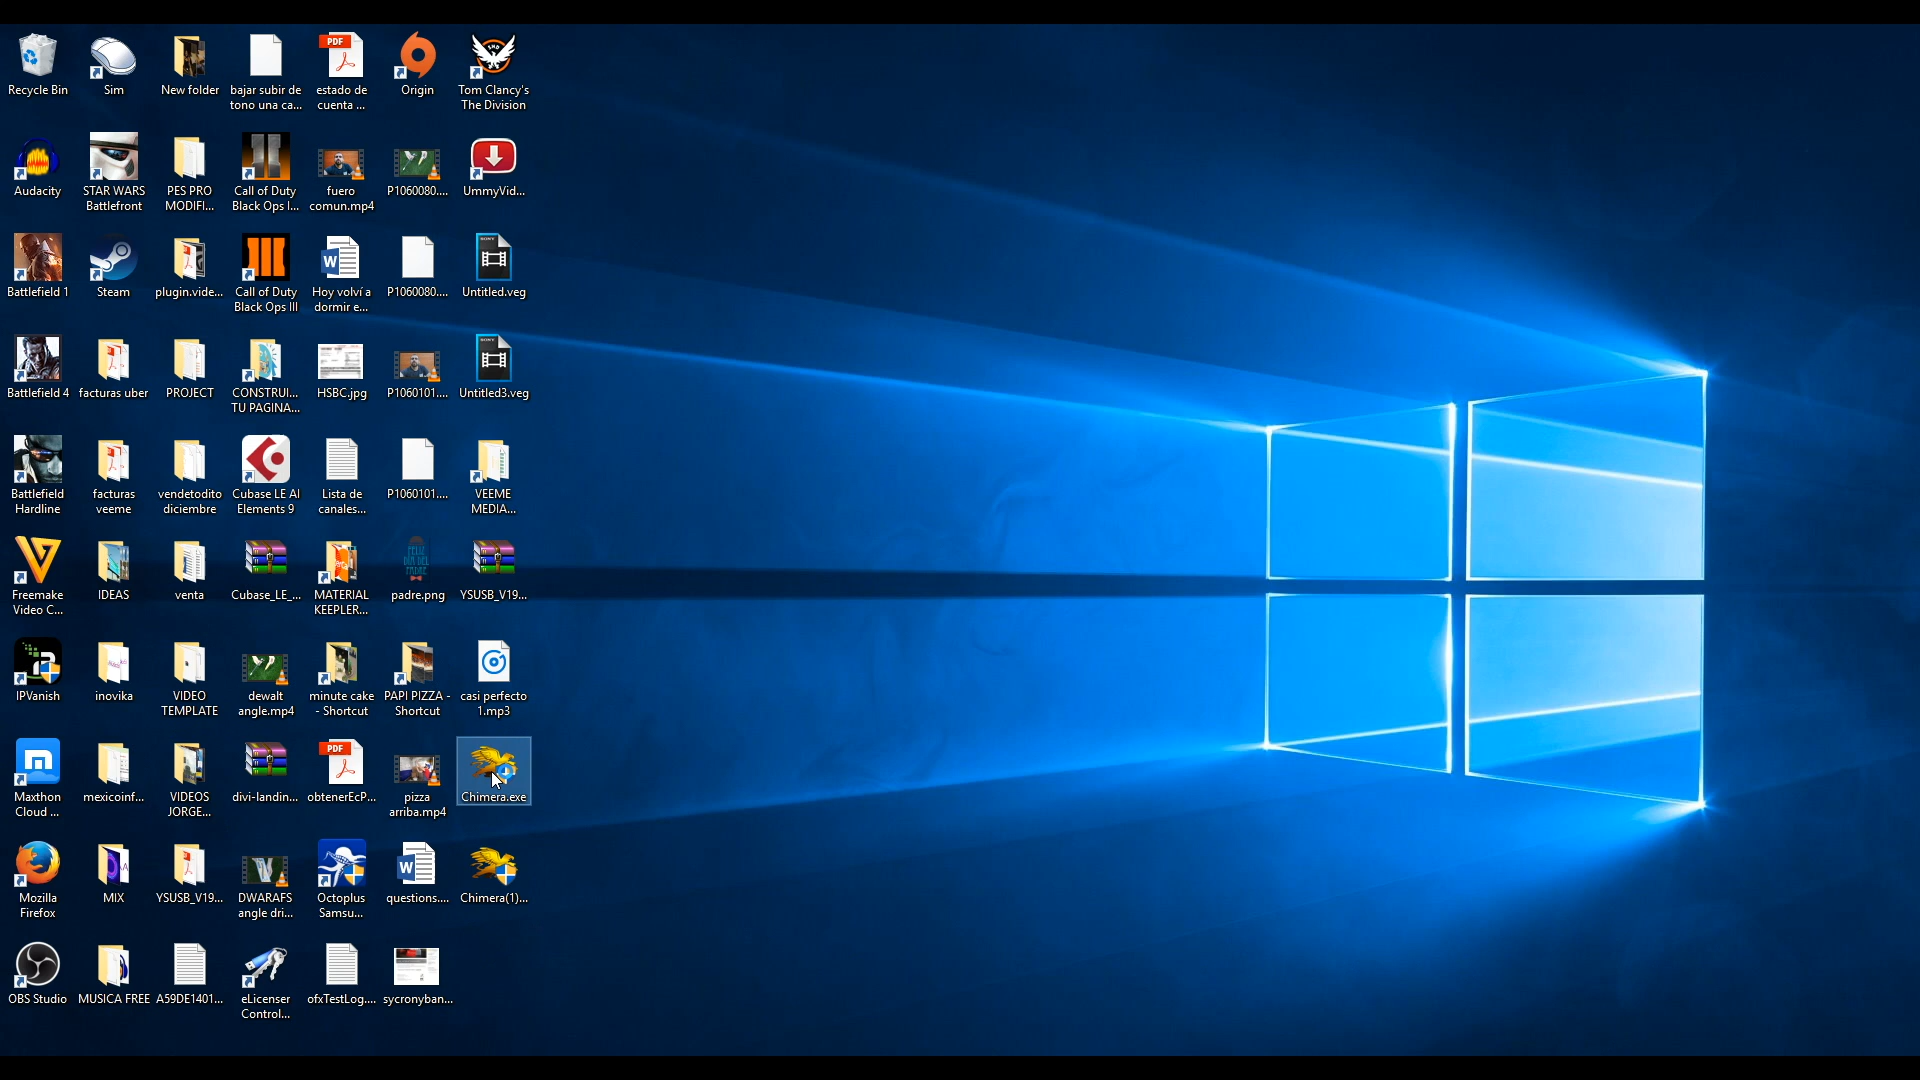 Recycle Bin
Sim
New folder
bajar subir de
tono una ca...
PDF
estado de
cuenta ...
Origin
Tom Clancy's
The Division
Audacity
STAR WARS
Battlefront
PES PRO
MODIFI...
Call of Duty
Black Ops I...
fuero
comun.mp4
P1060080....
UmmyVid...
Battlefield 1
Steam
plugin.vide...
Call of Duty
Black Ops III
Hoy volví a
dormir e...
P1060080....
Untitled.veg
Battlefield 4
facturas uber
PROJECT
CONSTRUI...
TU PAGINA...
HSBC.jpg
P1060101....
Untitled3.veg
Battlefield
Hardline
facturas
veeme
vendetodito
diciembre
Cubase LE AI
Elements 9
Lista de
canales...
P1060101....
VEEME
MEDIA...
Freemake
Video C...
IDEAS
venta
Cubase_LE_...
MATERIAL
KEEPLER...
FELIZ
DIA DEL
PADRE
padre.png
YSUSB_V19...
IPVanish
inovika
VIDEO
TEMPLATE
dewalt
angle.mp4
minute cake
- Shortcut
PAPI PIZZA -
Shortcut
casi perfecto
1.mp3
Maxthon
Cloud ...
mexicoinf...
VIDEOS
JORGE...
divi-landin...
PDF
obtenerEcP...
pizza
arriba.mp4
Chimera.exe
Mozilla
Firefox
MIX
YSUSB_V19...
DWARAFS
angle dri...
Octoplus
Samsu...
questions....
Chimera(1)...
OBS Studio
MUSICA FREE
A59DE1401...
eLicenser
Control...
ofxTestLog....
sycronyban...